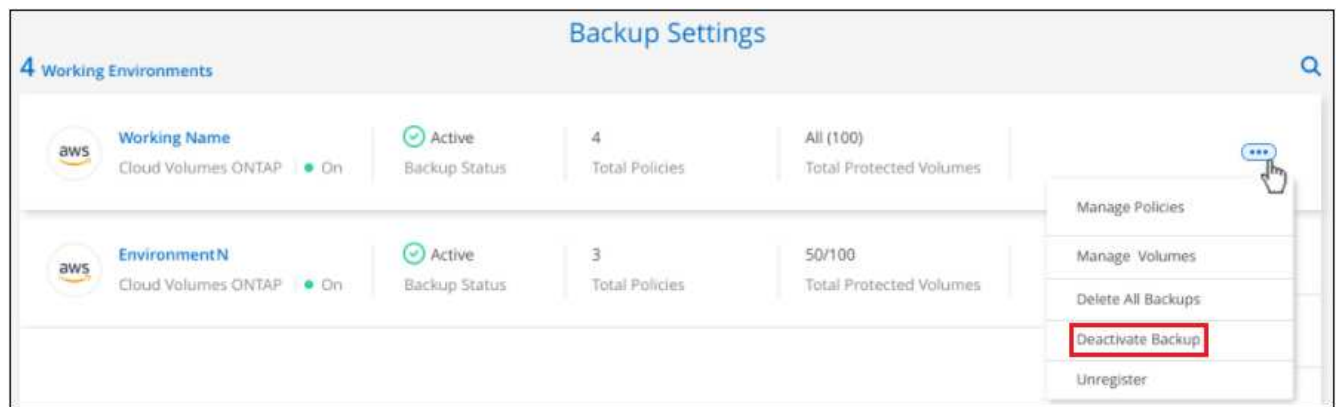 Backup Settings
4 Working Environments
aws
Working Name
Cloud Volumes ONTAP
On
Active
Backup Status
4
Total Policies
All (100)
Total Protected Volumes
Manage Policies
Manage Volumes
Delete All Backups
Deactivate Backup
Unregister
aws
EnvironmentN
Cloud Volumes ONTAP
On
Active
Backup Status
3
Total Policies
50/100
Total Protected Volumes